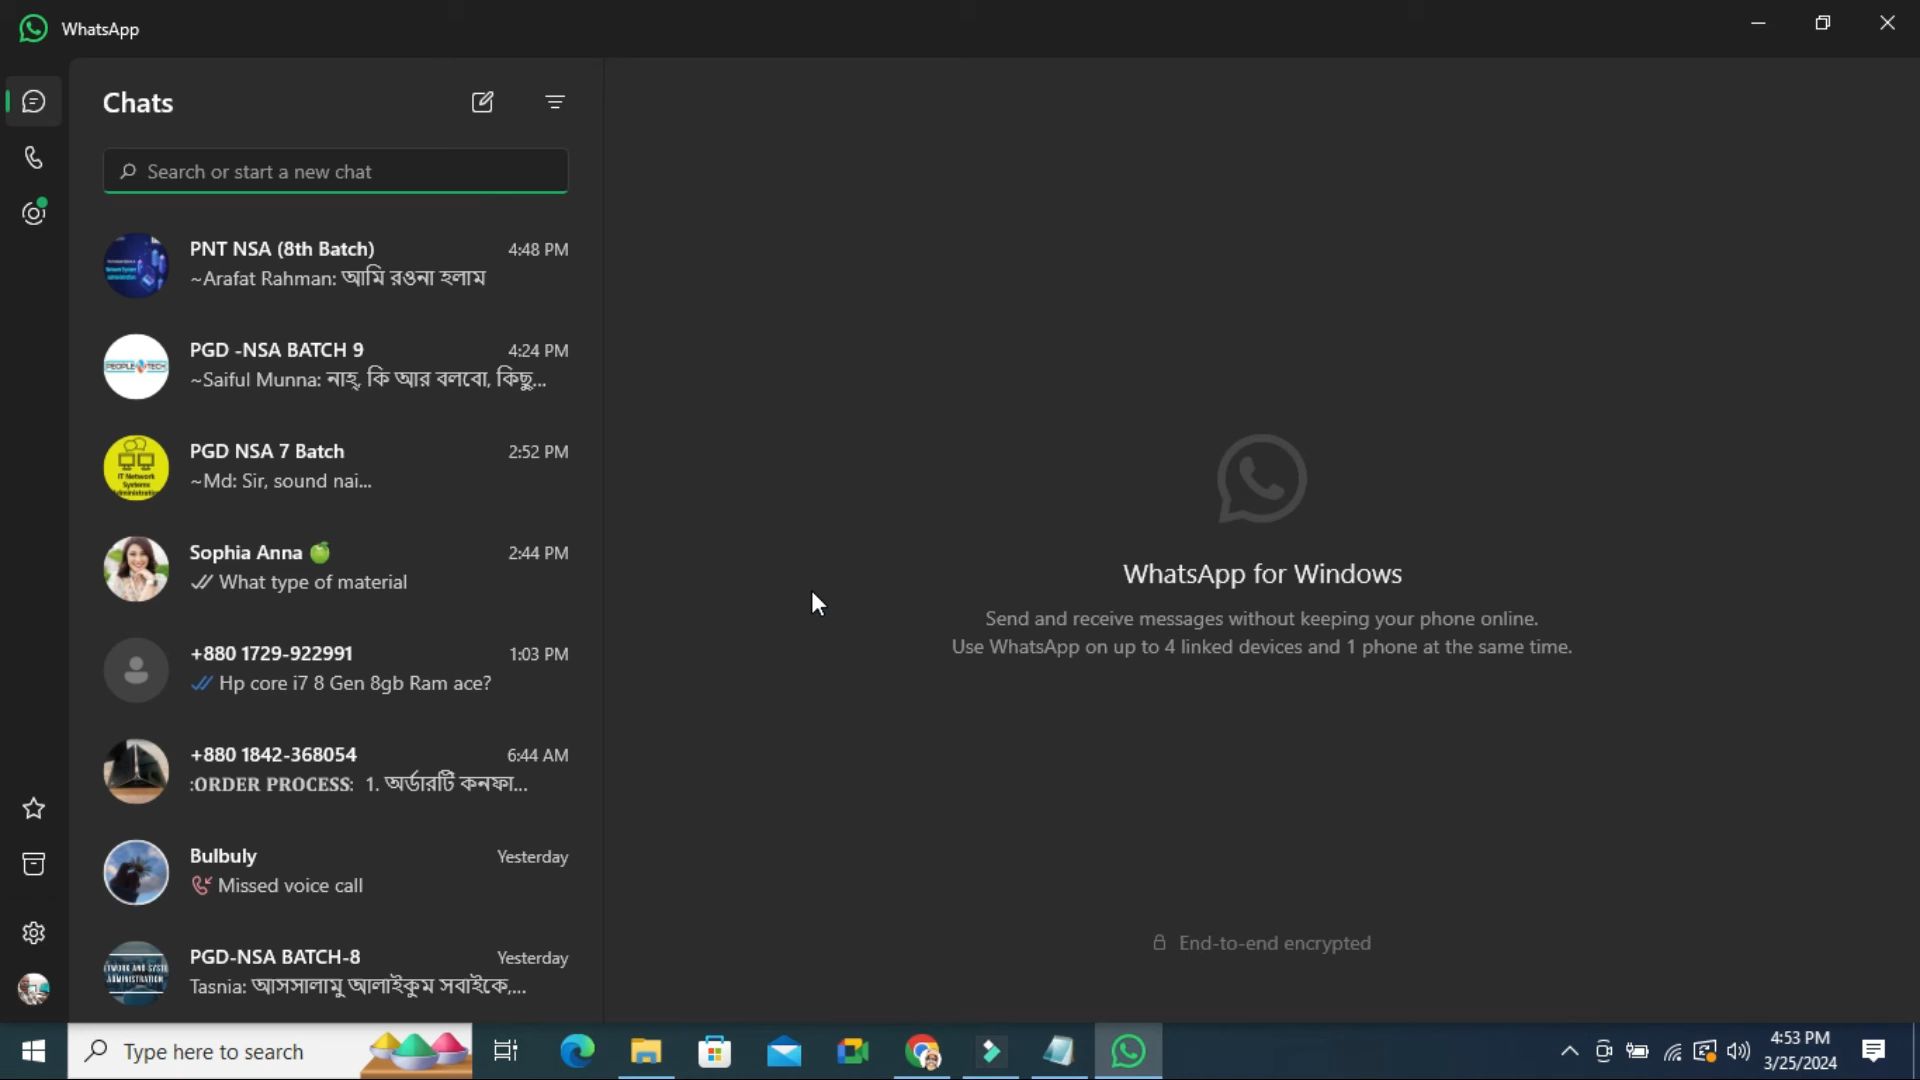 WhatsApp
Chats
Search or start a new chat
PNT NSA (8th Batch) 4:48 PM
~Arafat Rahman: আমি রওনা হলাম
PGD -NSA BATCH 9 4:24 PM
~Saiful Munna: নাহ্, কি আর বলবো, কিছু...
PEOPLE N TECH
PGD NSA 7 Batch 2:52 PM
~Md: Sir, sound nai...
IT Network
Systems
Administration
Sophia Anna 2:44 PM
What type of material
+880 1729-922991 1:03 PM
Hp core i7 8 Gen 8gb Ram ace?
+880 1842-368054 6:44 AM
:ORDER PROCESS: 1. অর্ডারটি কনফা...
Bulbuly Yesterday
Missed voice call
PGD-NSA BATCH-8 Yesterday
Tasnia: আসসালামু আলাইকুম সবাইকে,...
ADMINISTRATION
WhatsApp for Windows
Send and receive messages without keeping your phone online.
Use WhatsApp on up to 4 linked devices and 1 phone at the same time.
End-to-end encrypted
Type here to search
4:53 PM
3/25/2024